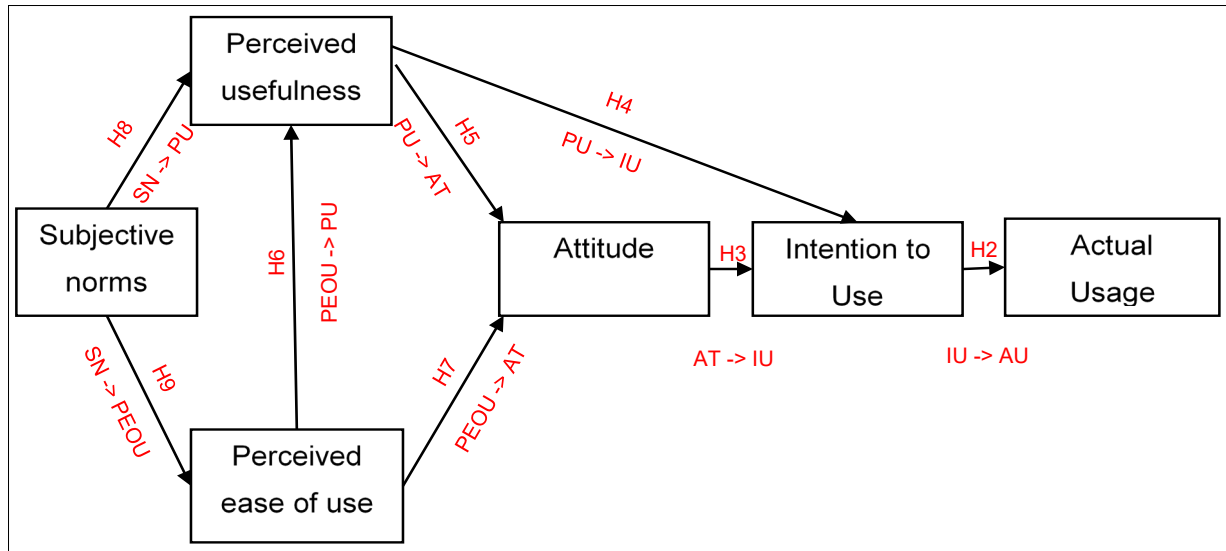 Perceived
usefulness
H4
H8
SN -> PU
PU -> AT
H5
PU -> IU
Subjective
norms
H6
PEOU -> PU
Attitude
H3
Intention to
Use
H2
Actual
Usage
SN -> PEOU
H9
H7
PEOU -> AT
AT -> IU
IU -> AU
Perceived
ease of use